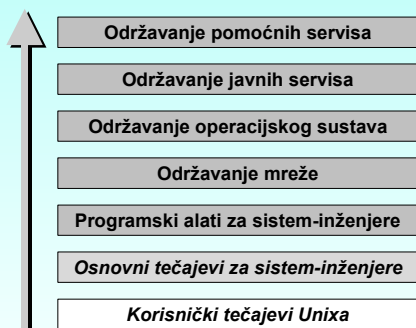 Održavanje pomoćnih servisa
Održavanje javnih servisa
Održavanje operacijskog sustava
Održavanje mreže
Programski alati za sistem-inženjere
Osnovni tečajevi za sistem-inženjere
Korisnički tečajevi Unixa